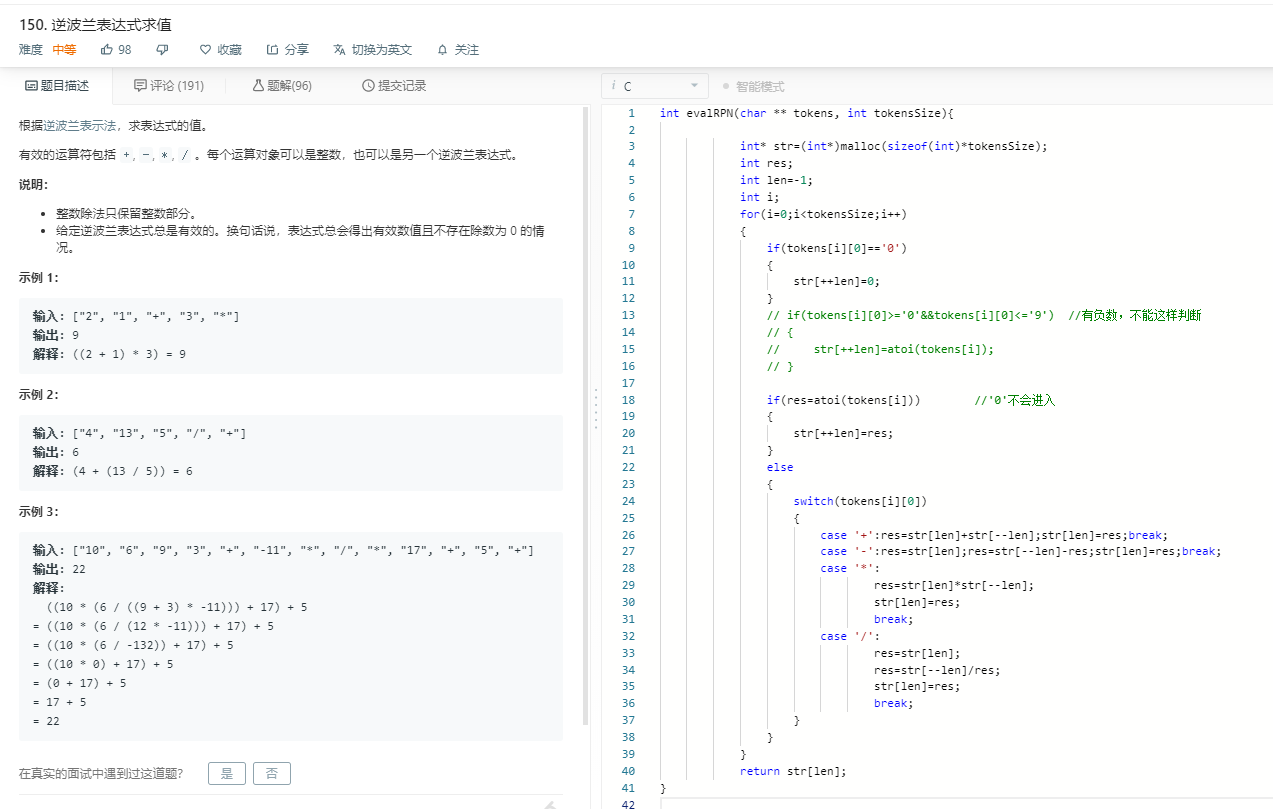 150. 逆波兰表达式求值
难度 中等 98 收藏 分享 切换为英文 关注
题目描述 评论 (191) 题解(96) 提交记录
根据逆波兰表示法，求表达式的值。
有效的运算符包括 +, -, *, / 。每个运算对象可以是整数，也可以是另一个逆波兰表达式。
说明：
整数除法只保留整数部分。
给定逆波兰表达式总是有效的。换句话说，表达式总会得出有效数值且不存在除数为 0 的情
况。
示例 1：
输入: ["2", "1", "+", "3", "*"]
输出: 9
解释: ((2 + 1) * 3) = 9
示例 2：
输入: ["4", "13", "5", "/", "+"]
输出: 6
解释: (4 + (13 / 5)) = 6
示例 3：
输入: ["10", "6", "9", "3", "+", "-11", "*", "/", "*", "17", "+", "5", "+"]
输出: 22
解释:
((10 * (6 / ((9 + 3) * -11))) + 17) + 5
= ((10 * (6 / (12 * -11))) + 17) + 5
= ((10 * (6 / -132)) + 17) + 5
= ((10 * 0) + 17) + 5
= (0 + 17) + 5
= 17 + 5
= 22
在真实的面试中遇到过这道题? 是 否
i C 智能模式
1 int evalRPN(char ** tokens, int tokensSize){
2
3 int* str=(int*)malloc(sizeof(int)*tokensSize);
4 int res;
5 int len=-1;
6 int i;
7 for(i=0;i<tokensSize;i++)
8 {
9 if(tokens[i][0]=='0')
10 {
11 str[++len]=0;
12 }
13 // if(tokens[i][0]>='0'&&tokens[i][0]<='9') //有负数，不能这样判断
14 // {
15 // str[++len]=atoi(tokens[i]);
16 // }
17
18 if(res=atoi(tokens[i])) //'0'不会进入
19 {
20 str[++len]=res;
21 }
22 else
23 {
24 switch(tokens[i][0])
25 {
26 case '+':res=str[len]+str[--len];str[len]=res;break;
27 case '-':res=str[len];res=str[--len]-res;str[len]=res;break;
28 case '*':
29 res=str[len]*str[--len];
30 str[len]=res;
31 break;
32 case '/':
33 res=str[len];
34 res=str[--len]/res;
35 str[len]=res;
36 break;
37 }
38 }
39 }
40 return str[len];
41 }
42